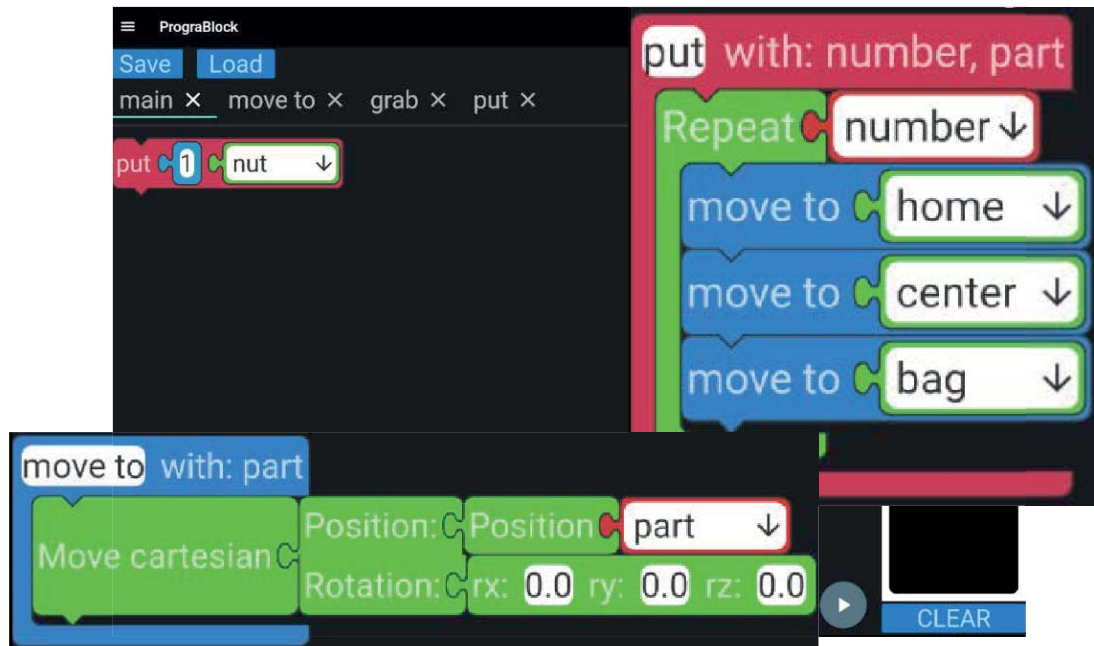 PrograBlock
Save Load
main × move to × grab × put ×
put 1 nut
put with: number, part
Repeat number
move to home
move to center
move to bag
move to with: part
Move cartesian
Position: Position part
Rotation: rx: 0.0 ry: 0.0 rz: 0.0
CLEAR